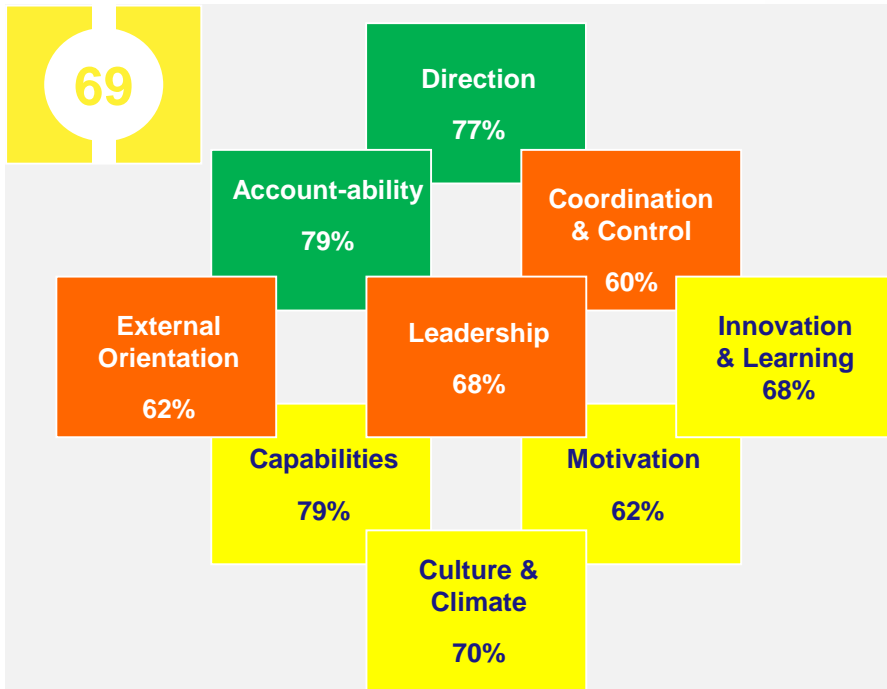 69
Direction
77%
Account-ability
79%
Coordination
& Control
60%
External
Orientation
62%
Leadership
68%
Innovation
& Learning
68%
Capabilities
79%
Motivation
62%
Culture &
Climate
70%